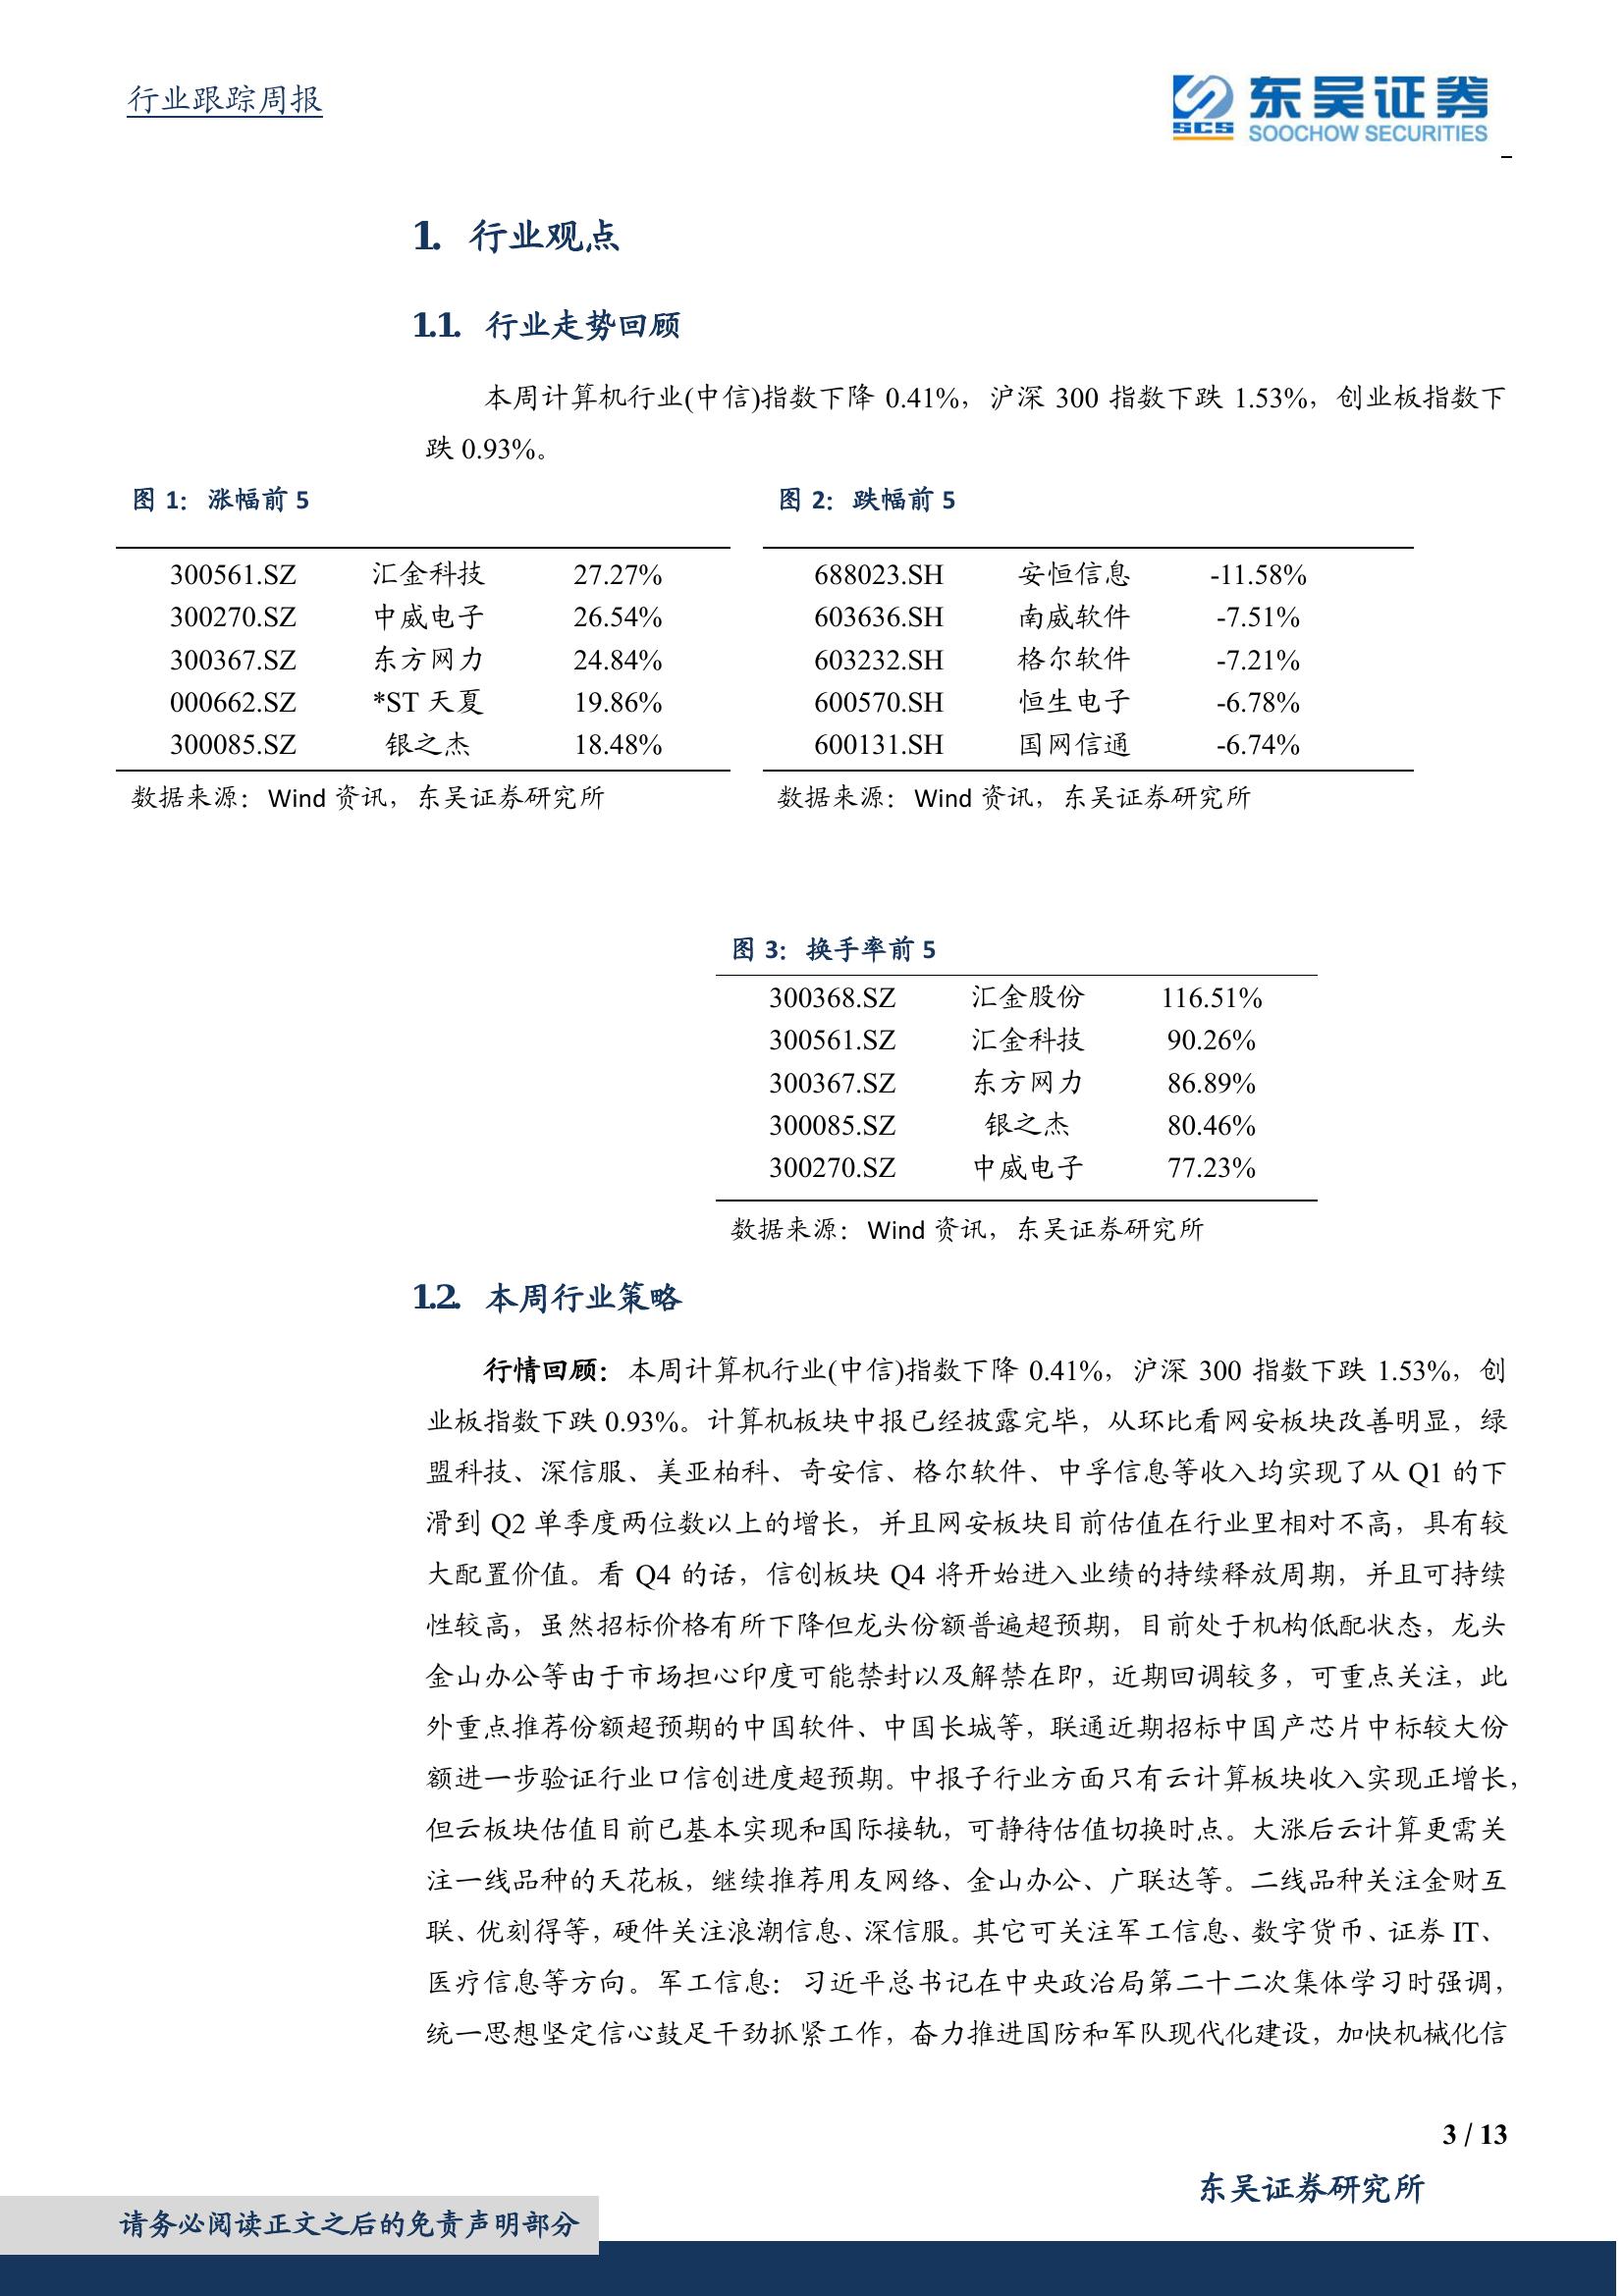 行业跟踪周报
SCS
东吴证券
SOOCHOW SECURITIES
1. 行业观点
1.1. 行业走势回顾
本周计算机行业(中信)指数下降 0.41%，沪深 300 指数下跌 1.53%，创业板指数下
跌 0.93%。
图 1：涨幅前 5
300561.SZ 汇金科技 27.27%
300270.SZ 中威电子 26.54%
300367.SZ 东方网力 24.84%
000662.SZ *ST 天夏 19.86%
300085.SZ 银之杰 18.48%
数据来源：Wind 资讯，东吴证券研究所
图 2：跌幅前 5
688023.SH 安恒信息 -11.58%
603636.SH 南威软件 -7.51%
603232.SH 格尔软件 -7.21%
600570.SH 恒生电子 -6.78%
600131.SH 国网信通 -6.74%
数据来源：Wind 资讯，东吴证券研究所
图 3：换手率前 5
300368.SZ 汇金股份 116.51%
300561.SZ 汇金科技 90.26%
300367.SZ 东方网力 86.89%
300085.SZ 银之杰 80.46%
300270.SZ 中威电子 77.23%
数据来源：Wind 资讯，东吴证券研究所
1.2. 本周行业策略
行情回顾：本周计算机行业(中信)指数下降 0.41%，沪深 300 指数下跌 1.53%，创
业板指数下跌 0.93%。计算机板块中报已经披露完毕，从环比看网安板块改善明显，绿
盟科技、深信服、美亚柏科、奇安信、格尔软件、中孚信息等收入均实现了从 Q1 的下
滑到 Q2 单季度两位数以上的增长，并且网安板块目前估值在行业里相对不高，具有较
大配置价值。看 Q4 的话，信创板块 Q4 将开始进入业绩的持续释放周期，并且可持续
性较高，虽然招标价格有所下降但龙头份额普遍超预期，目前处于机构低配状态，龙头
金山办公等由于市场担心印度可能禁封以及解禁在即，近期回调较多，可重点关注，此
外重点推荐份额超预期的中国软件、中国长城等，联通近期招标中国产芯片中标较大份
额进一步验证行业口信创进度超预期。中报子行业方面只有云计算板块收入实现正增长，
但云板块估值目前已基本实现和国际接轨，可静待估值切换时点。大涨后云计算更需关
注一线品种的天花板，继续推荐用友网络、金山办公、广联达等。二线品种关注金财互
联、优刻得等，硬件关注浪潮信息、深信服。其它可关注军工信息、数字货币、证券 IT、
医疗信息等方向。军工信息：习近平总书记在中央政治局第二十二次集体学习时强调，
统一思想坚定信心鼓足干劲抓紧工作，奋力推进国防和军队现代化建设，加快机械化信
3 / 13
东吴证券研究所
请务必阅读正文之后的免责声明部分